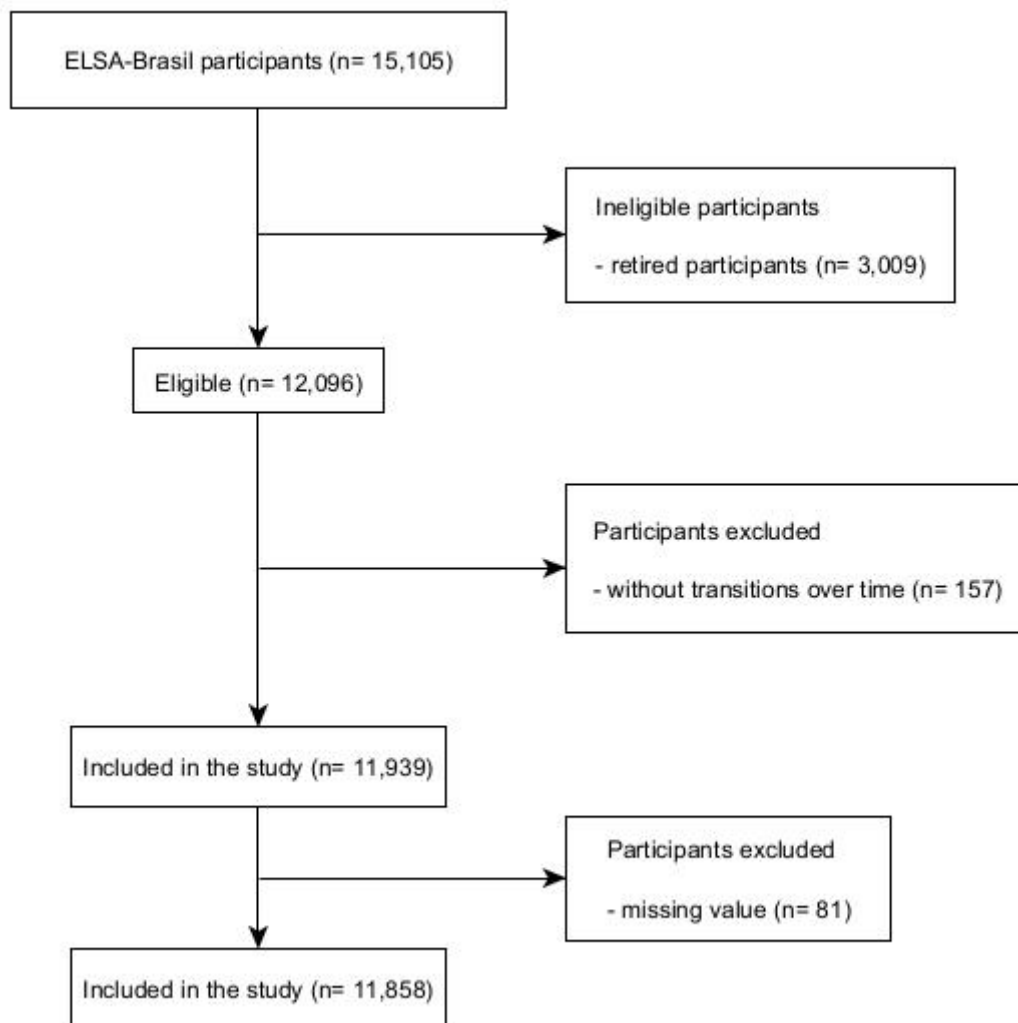 ELSA-Brasil participants (n= 15,105)
Ineligible participants
- retired participants (n= 3,009)
Eligible (n= 12,096)
Participants excluded
- without transitions over time (n= 157)
Included in the study (n= 11,939)
Participants excluded
- missing value (n= 81)
Included in the study (n= 11,858)